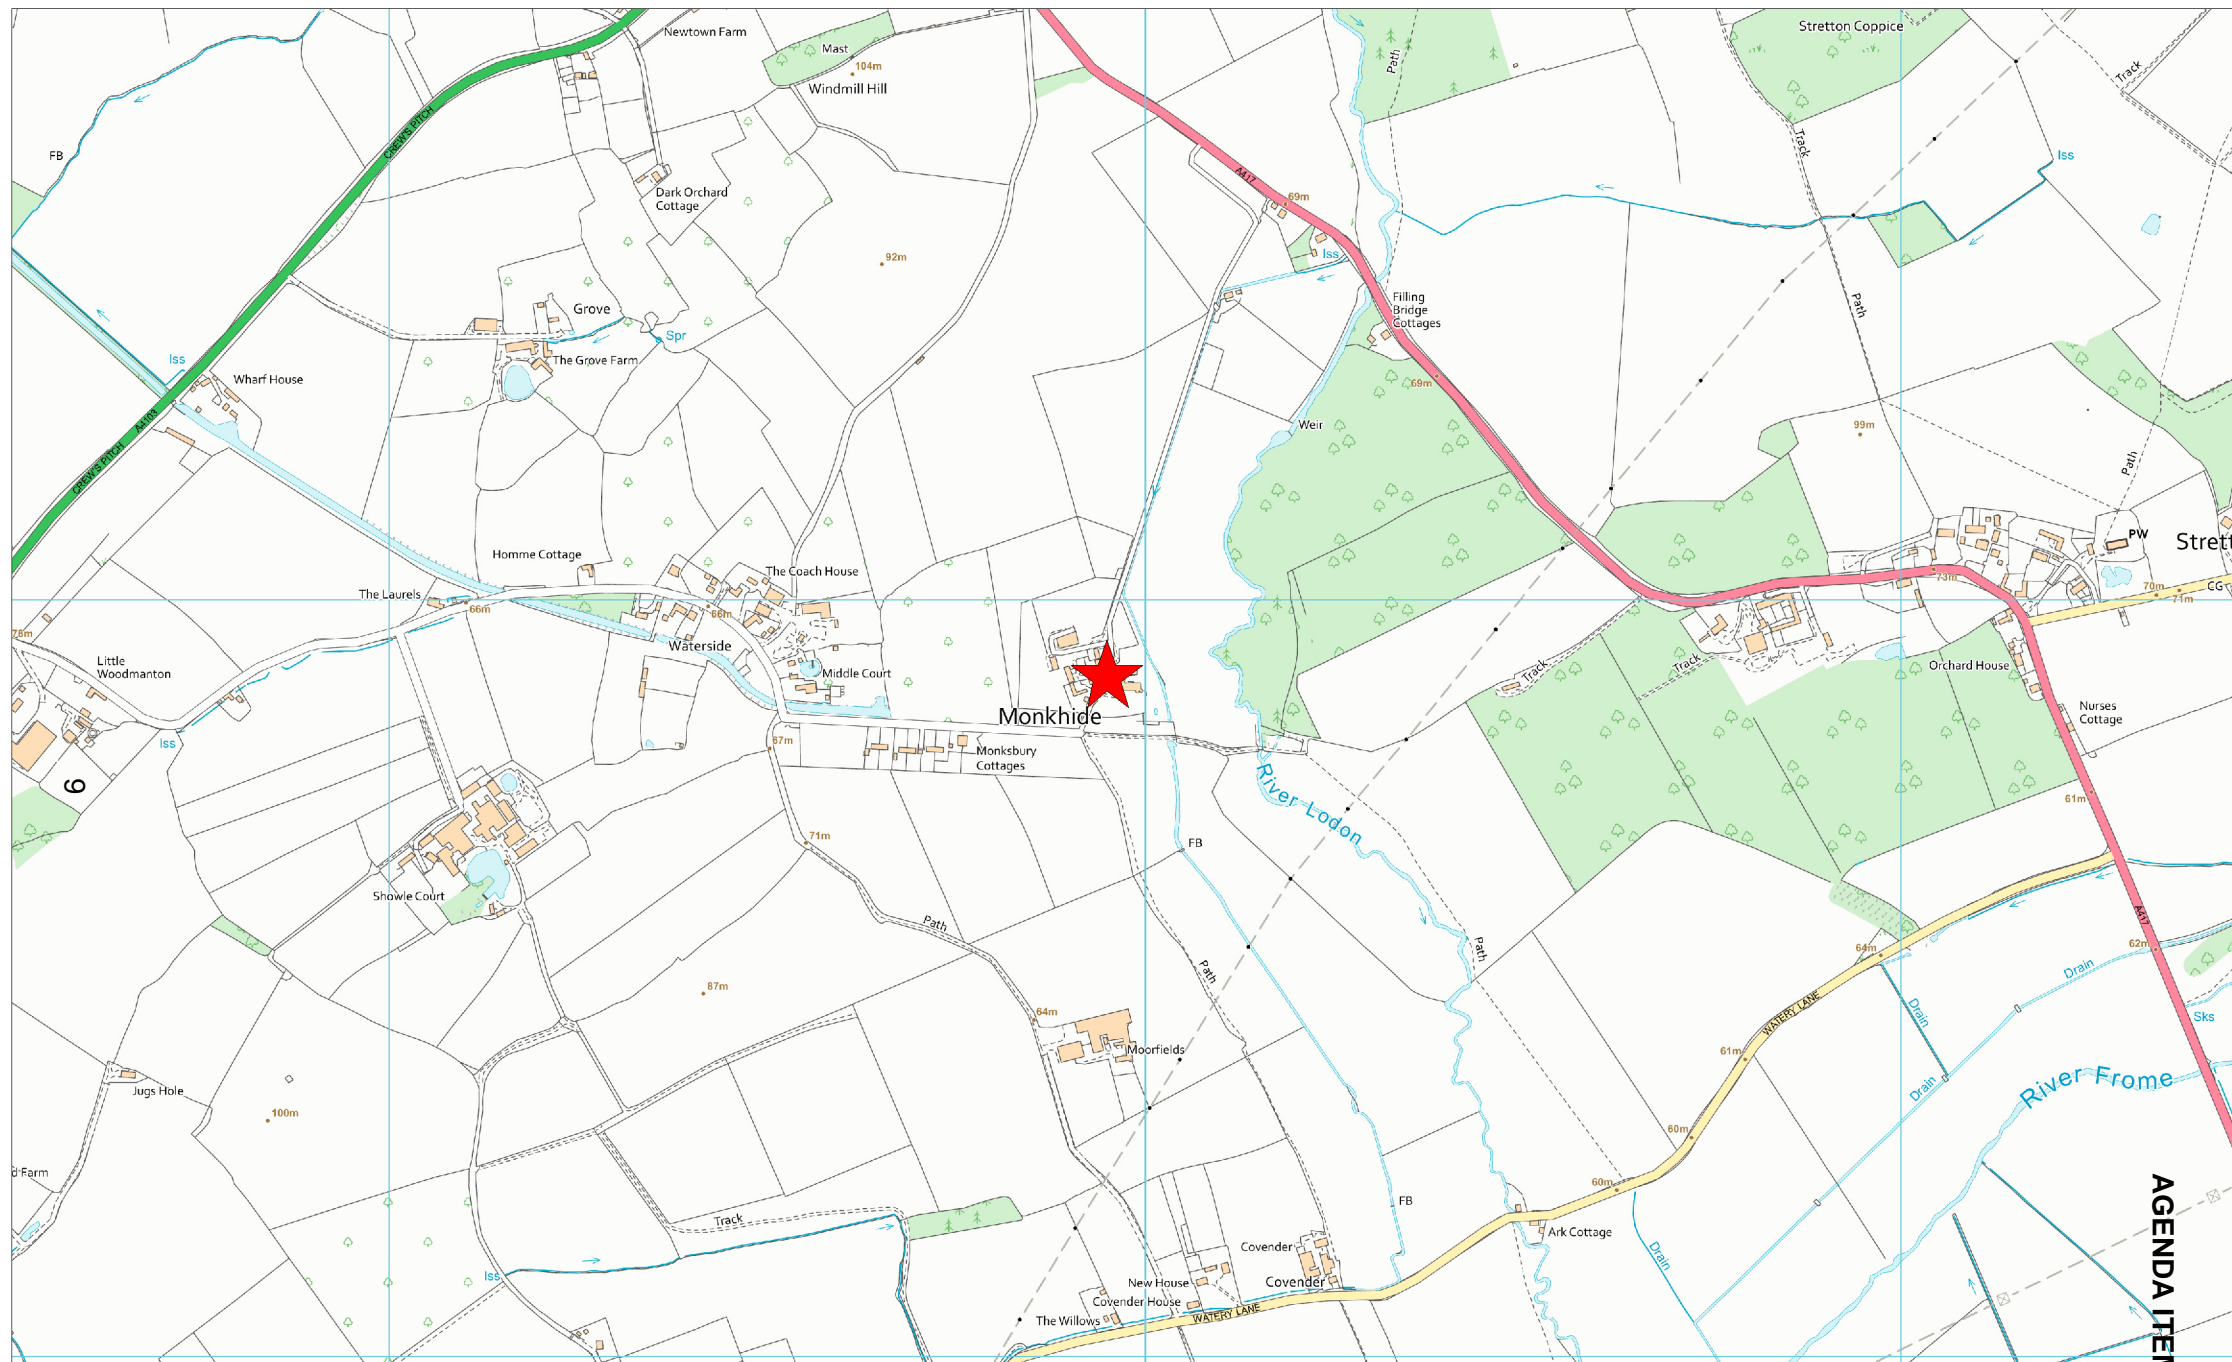 Newtown Farm
Mast
104m
Windmill Hill
Stretton Coppice
Path
Track
CREW'S PITCH
FB
Dark Orchard
Cottage
A417
69m
Track
Iss
Iss
92m
Grove
Spr
The Grove Farm
Filling
Bridge
Cottages
Path
Iss
Wharf House
69m
A4103
CREW'S PITCH
Weir
99m
Path
Homme Cottage
The Coach House
PW
Strett
The Laurels
66m
66m
73m
70m
71m
CG
78m
Little
Woodmanton
Waterside
Middle Court
Track
Track
Orchard House
Monkhide
Nurses
Cottage
Iss
67m
Monksbury
Cottages
9
River Lodon
61m
71m
FB
Showle Court
Path
Path
Path
64m
A417
62m
Drain
87m
64m
WATERY LANE
Drain
Sks
Moorfields
61m
Jugs Hole
100m
Drain
River Frome
60m
d Farm
60m
FB
Track
Ark Cottage
Iss
Covender
New House
Covender
Covender House
The Willows
WATERY LANE
Drain
AGENDA ITE